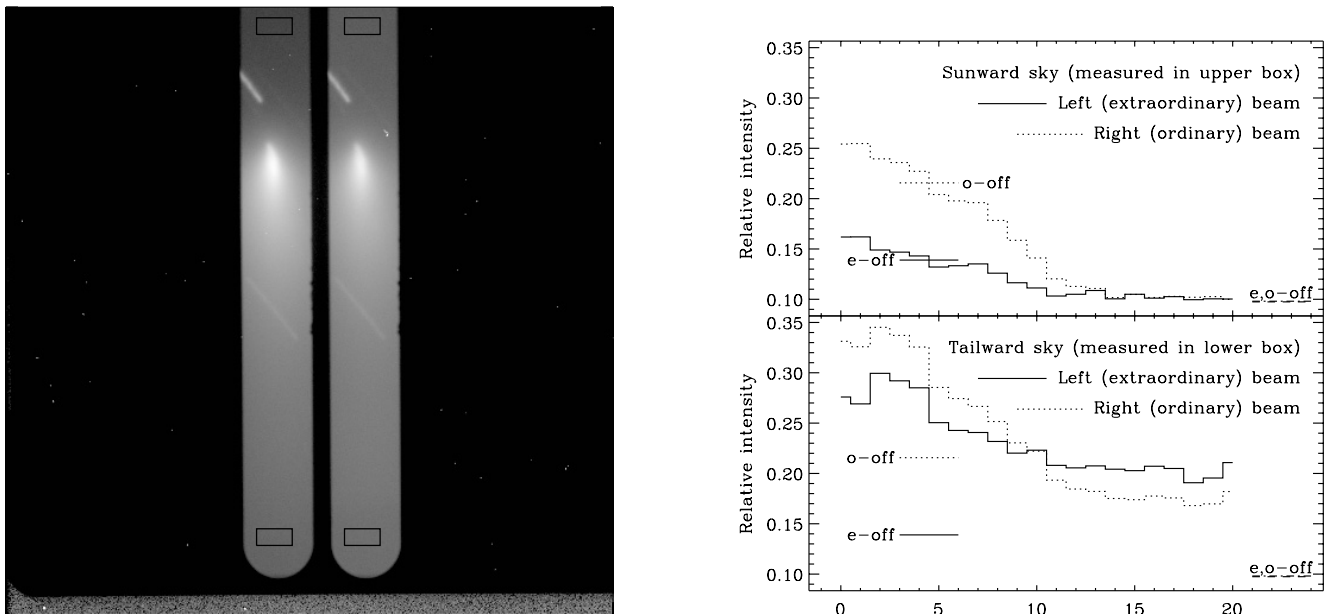 0.35
Sunward sky (measured in upper box)
Left (extraordinary) beam
0.30
Right (ordinary) beam
0.25
o-off
0.20
e-off
0.15
e,o-off
0.10
Relative intensity
0.35
Tailward sky (measured in lower box)
Left (extraordinary) beam
0.30
Right (ordinary) beam
0.25
o-off
0.20
0.15
e-off
e,o-off
0.10
Relative intensity
0 5 10 15 20